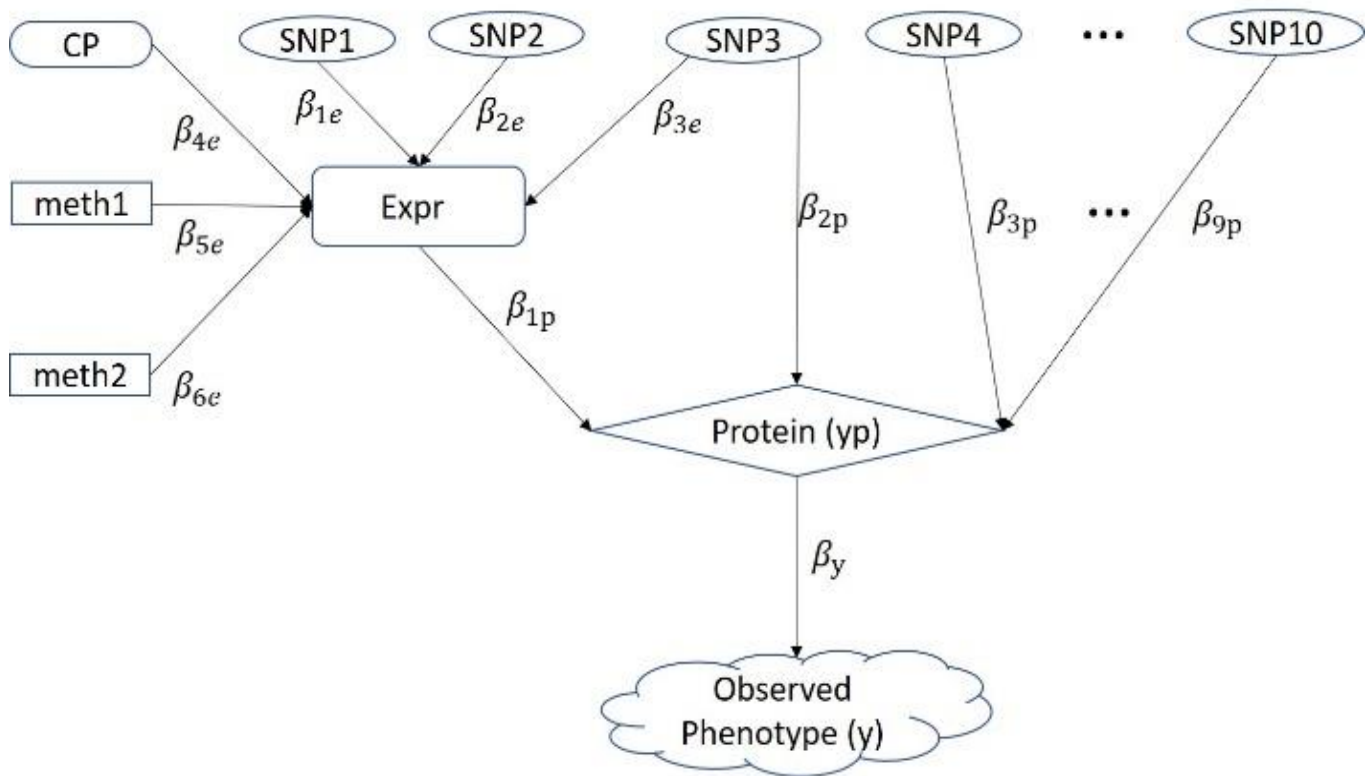 CP
SNP1
SNP2
SNP3
SNP4
...
SNP10
β1e
β2e
β3e
β4e
meth1
Expr
β5e
β2p
β3p
...
β9p
β1p
meth2
β6e
Protein (yp)
βy
Observed
Phenotype (y)